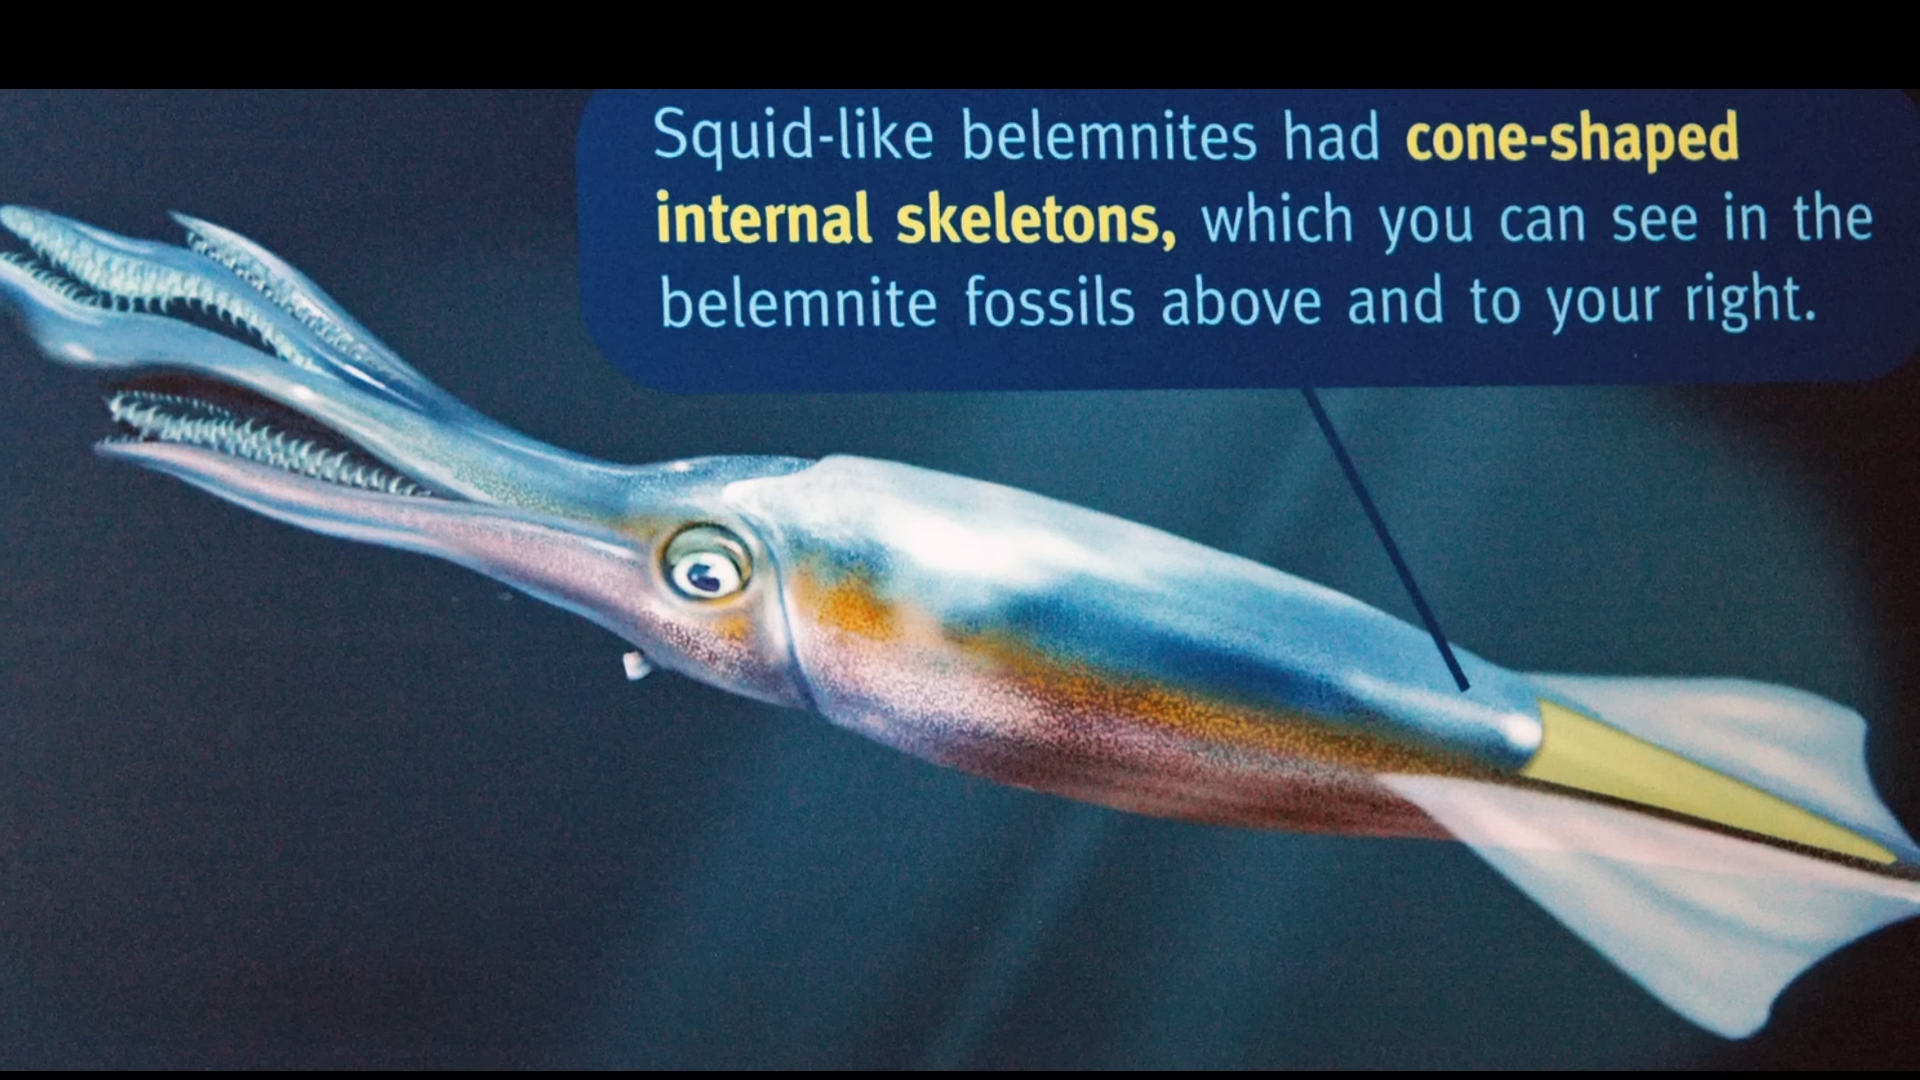 Squid-like belemnites had cone-shaped
internal skeletons, which you can see in the
belemnite fossils above and to your right.